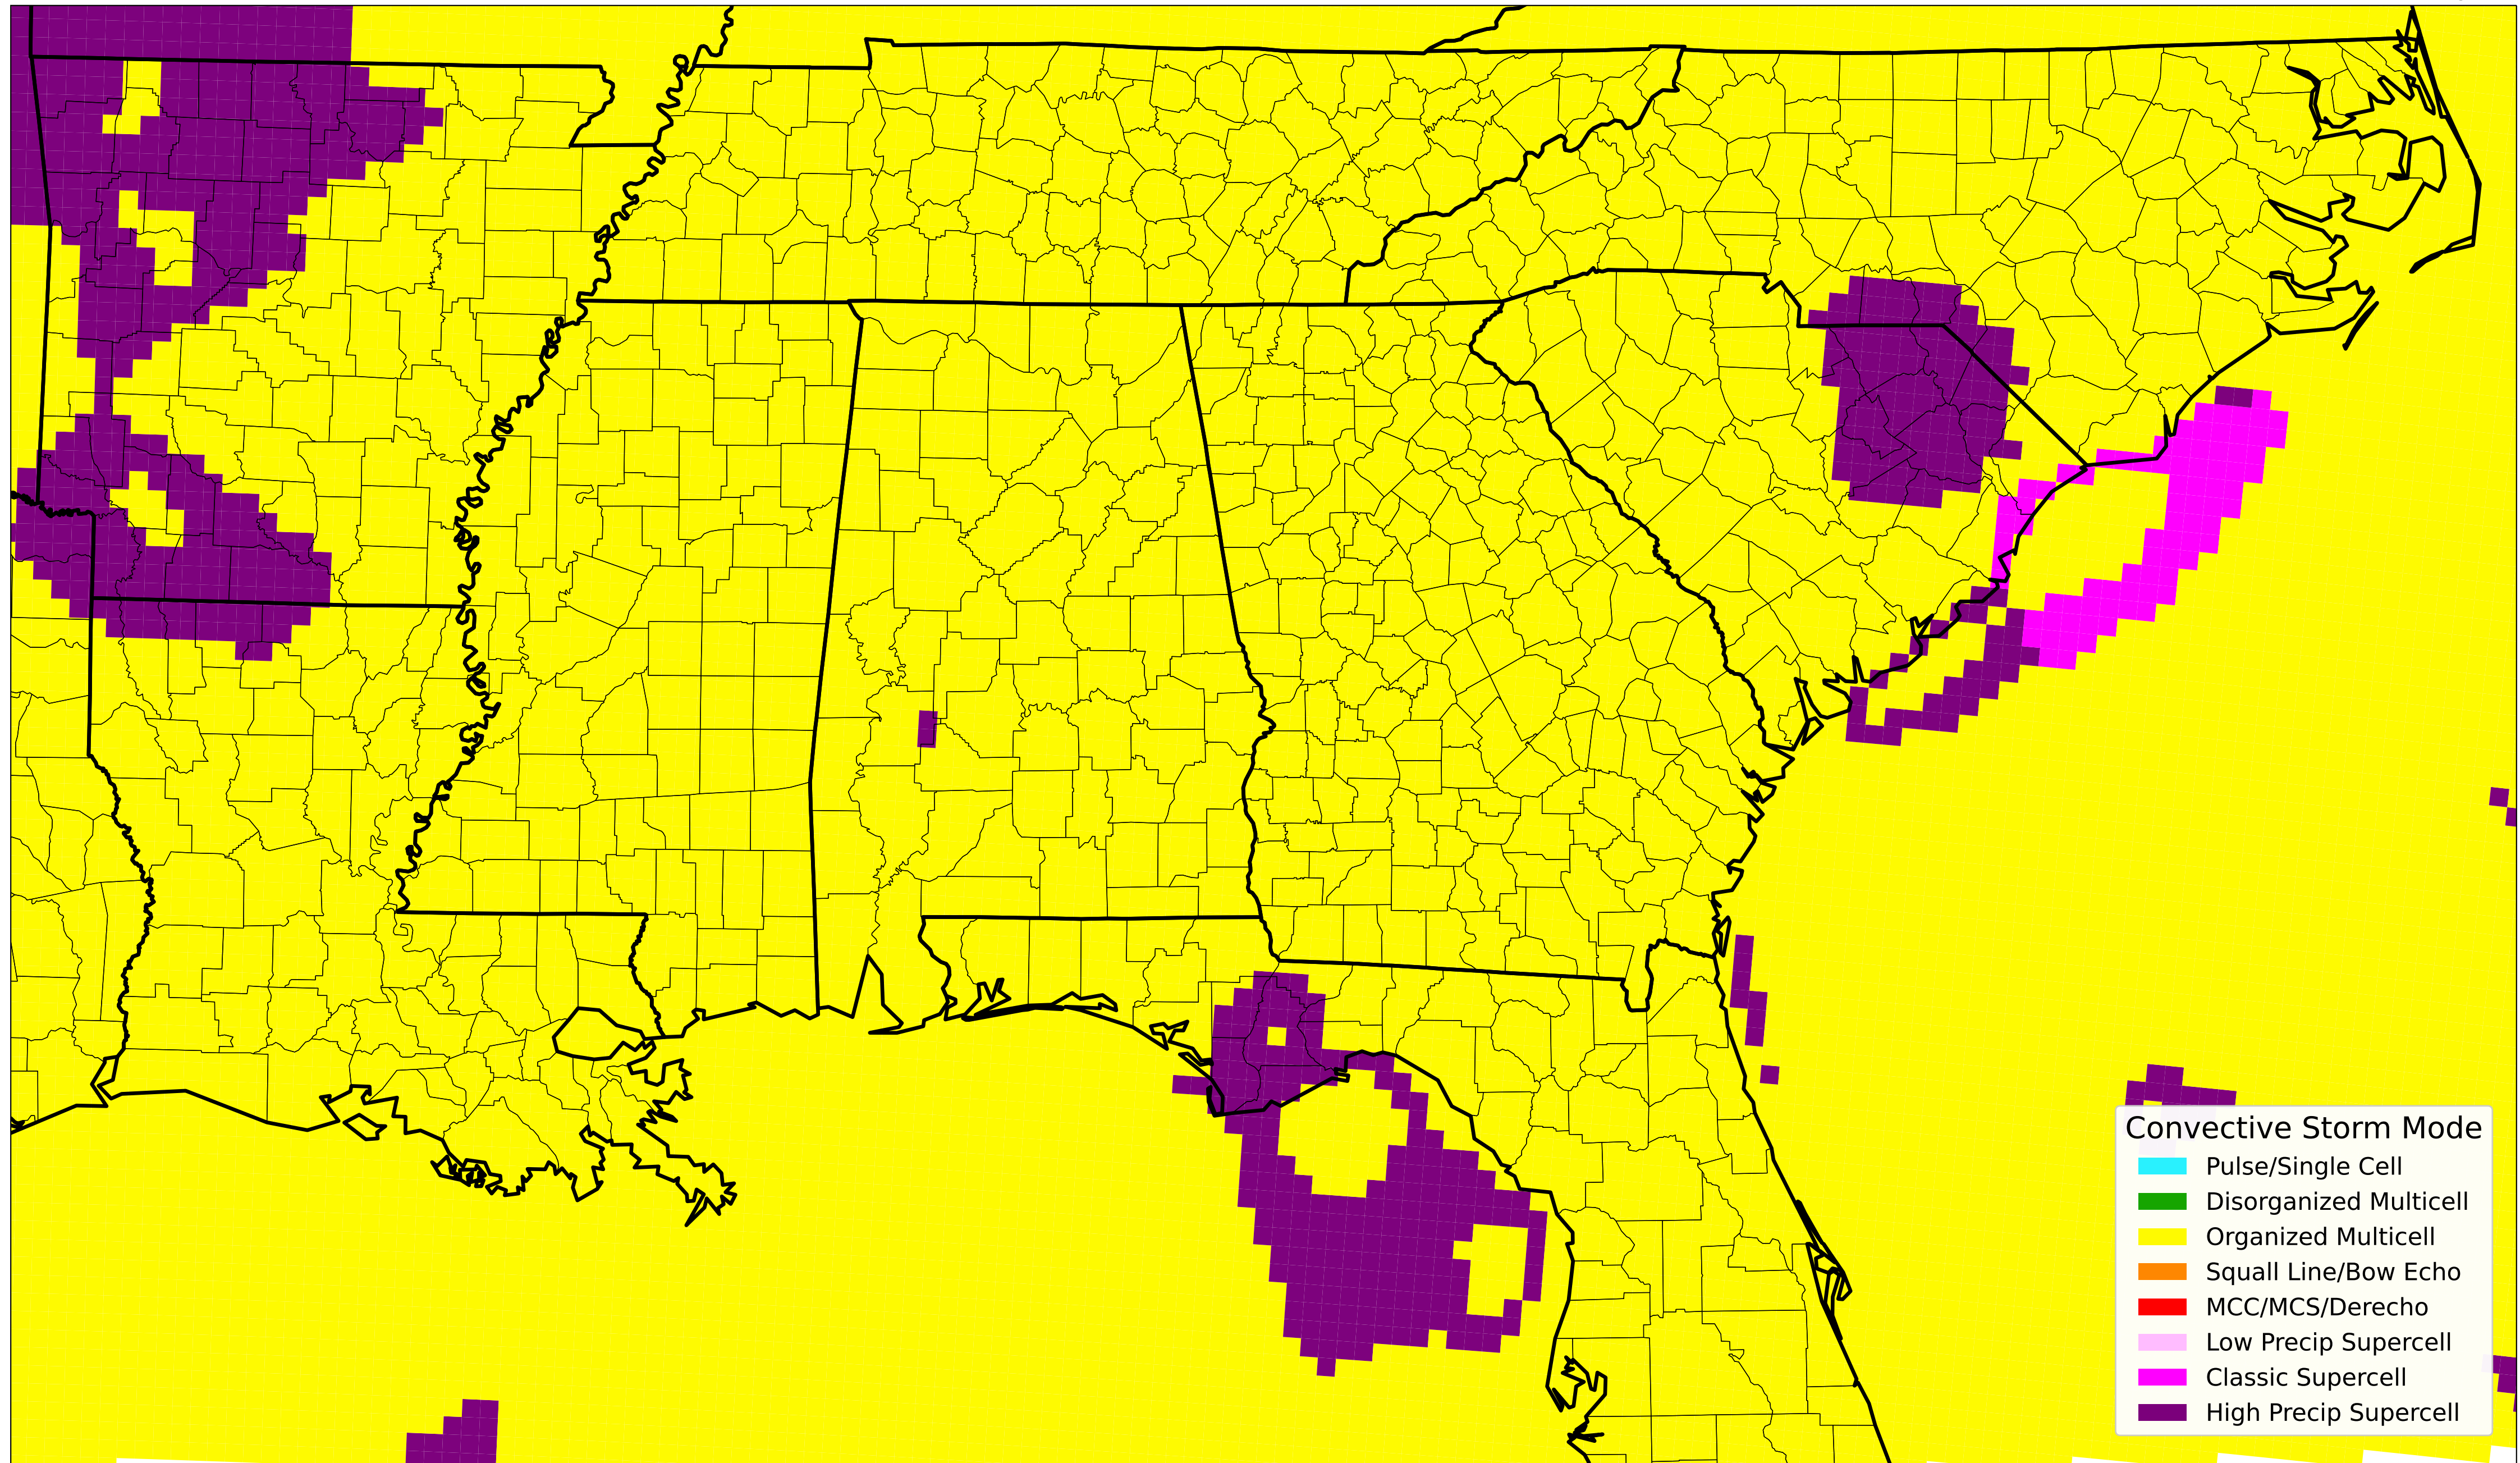 Convective Storm Mode
Pulse/Single Cell
Disorganized Multicell
Organized Multicell
Squall Line/Bow Echo
MCC/MCS/Derecho
Low Precip Supercell
Classic Supercell
High Precip Supercell